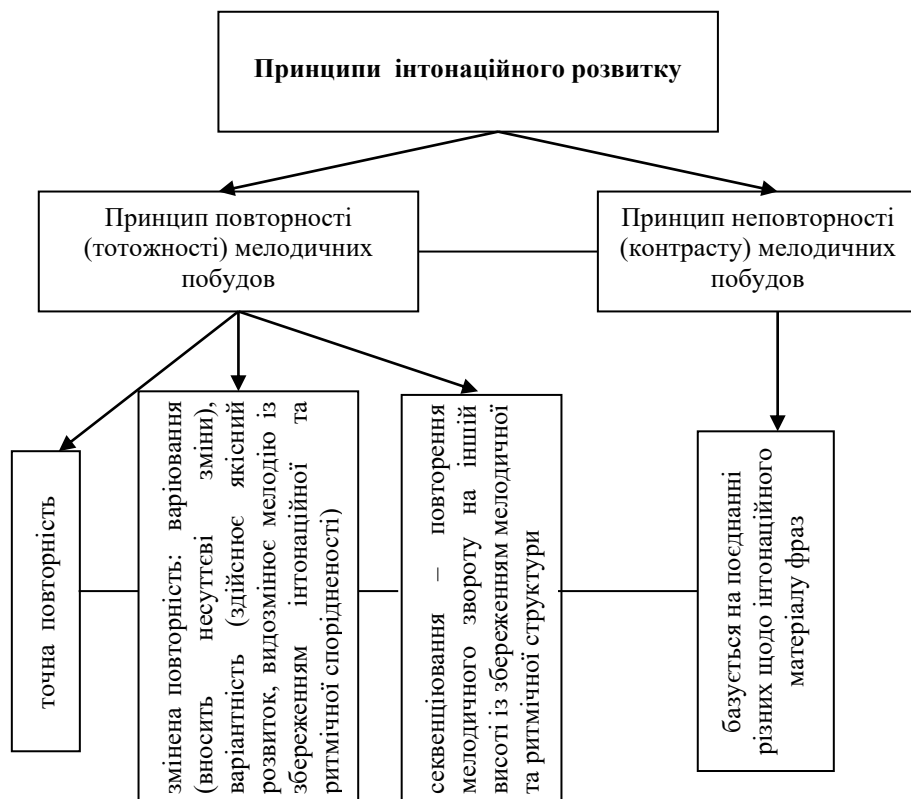 Принципи інтонаційного розвитку
Принцип повторності
(тотожності) мелодичних
побудов
Принцип неповторності
(контрасту) мелодичних
побудов
точна повторність
змінена повторність: варіювання
(вносить несуттєві зміни),
варіантність (здійснює якісний
розвиток, видозмінює мелодію із
збереженням інтонаційної та
ритмічної спорідненості)
секвенціювання – повторення
мелодичного звороту на іншій
висоті із збереженням мелодичної
та ритмічної структури
базується на поєднанні
різних щодо інтонаційного
матеріалу фраз